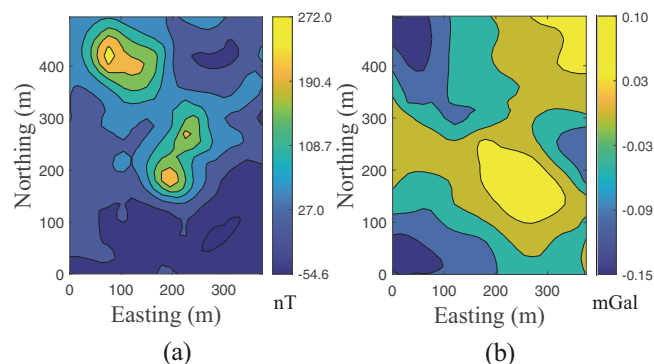 Northing (m)
400
300
200
100
0
0 100 200 300
Easting (m)
272.0
190.4
108.7
27.0
-54.6
nT
(a)
Northing (m)
400
300
200
100
0
0 100 200 300
Easting (m)
0.10
0.03
-0.03
-0.09
-0.15
mGal
(b)